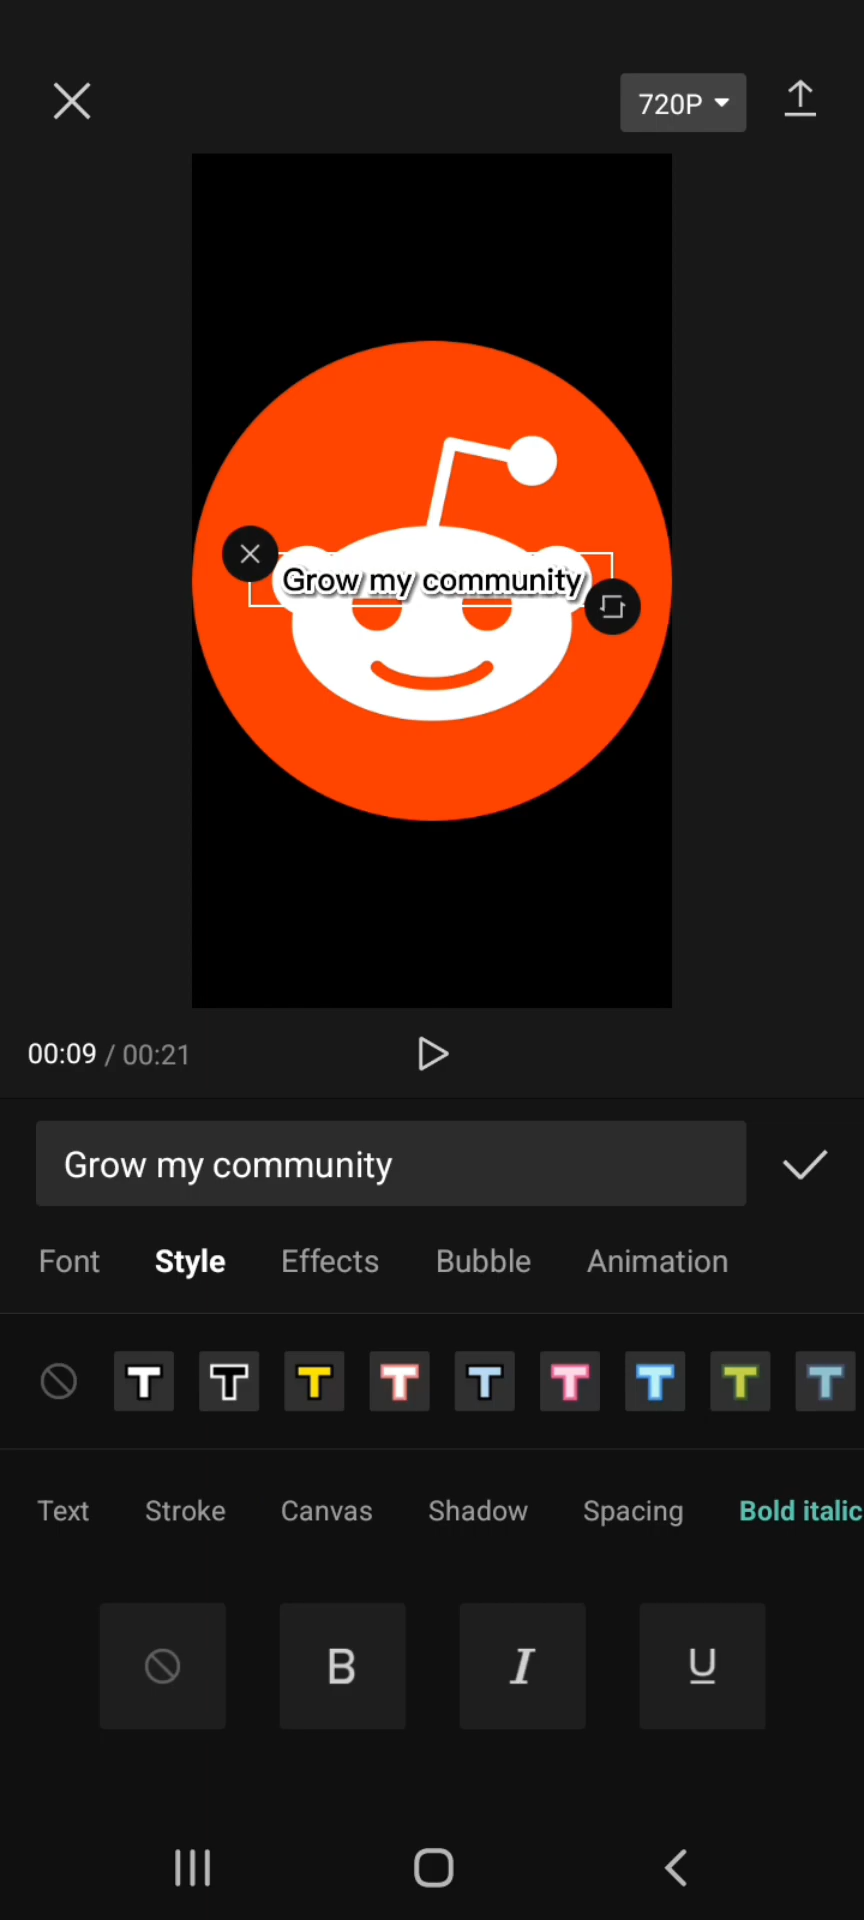 720P
Grow my community
00:09 / 00:21
Grow my community
Font Style Effects Bubble Animation
T T T T T T T T T
Text Stroke Canvas Shadow Spacing Bold italic
B I U